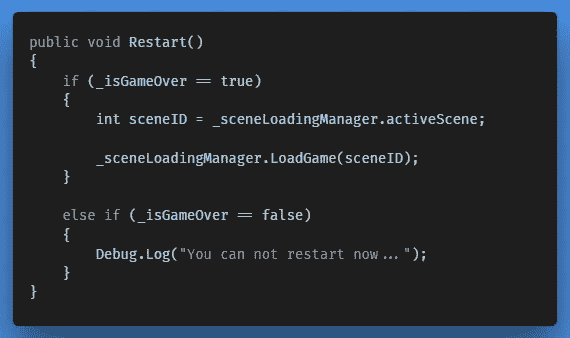 public void Restart()
{
    if (_isGameOver == true)
    {
        int sceneID = _sceneLoadingManager.activeScene;

        _sceneLoadingManager.LoadGame(sceneID);
    }

    else if (_isGameOver == false)
    {
        Debug.Log("You can not restart now...");
    }
}